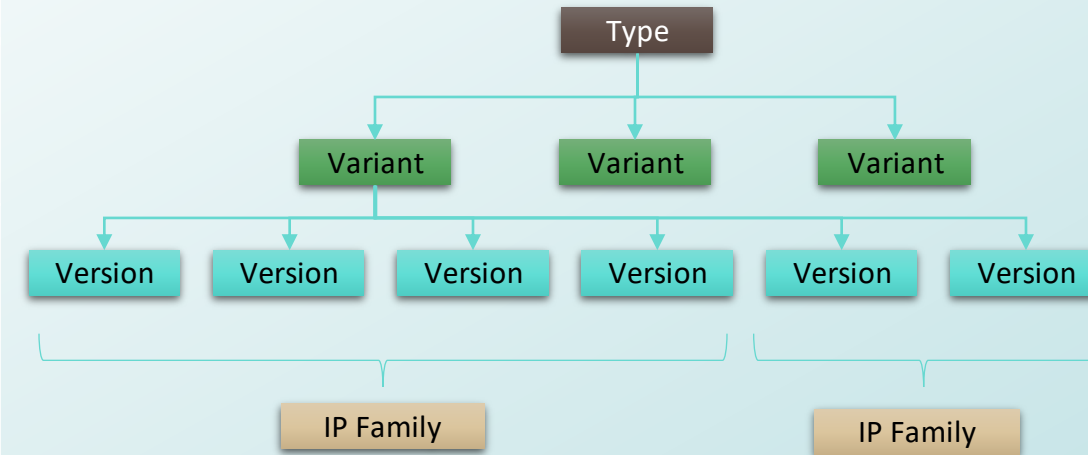 Type
Variant Variant Variant
Version Version Version Version Version Version
IP Family IP Family